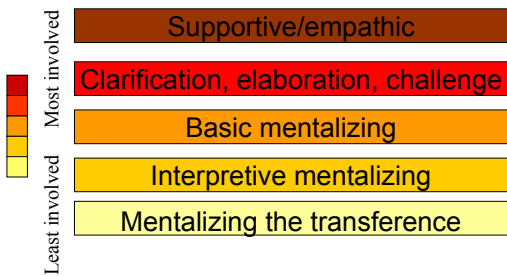 Most involved
Supportive/empathic
Clarification, elaboration, challenge
Basic mentalizing
Least involved
Interpretive mentalizing
Mentalizing the transference